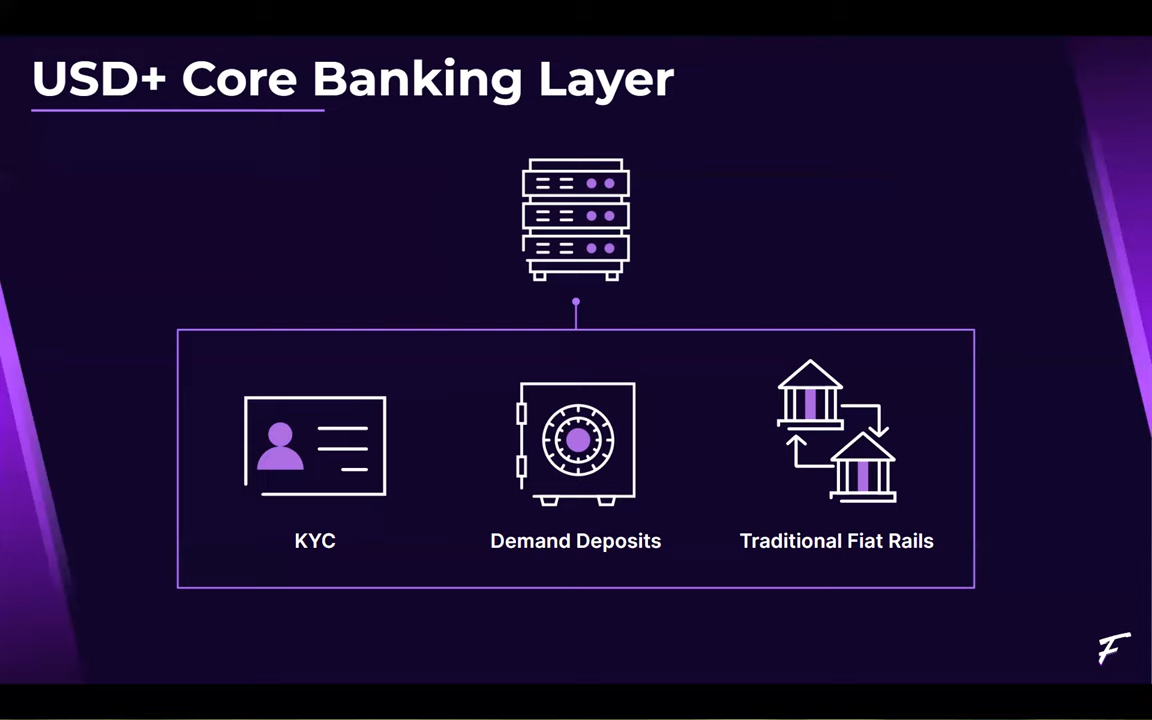 USD+ Core Banking Layer
KYC
Demand Deposits
Traditional Fiat Rails
F